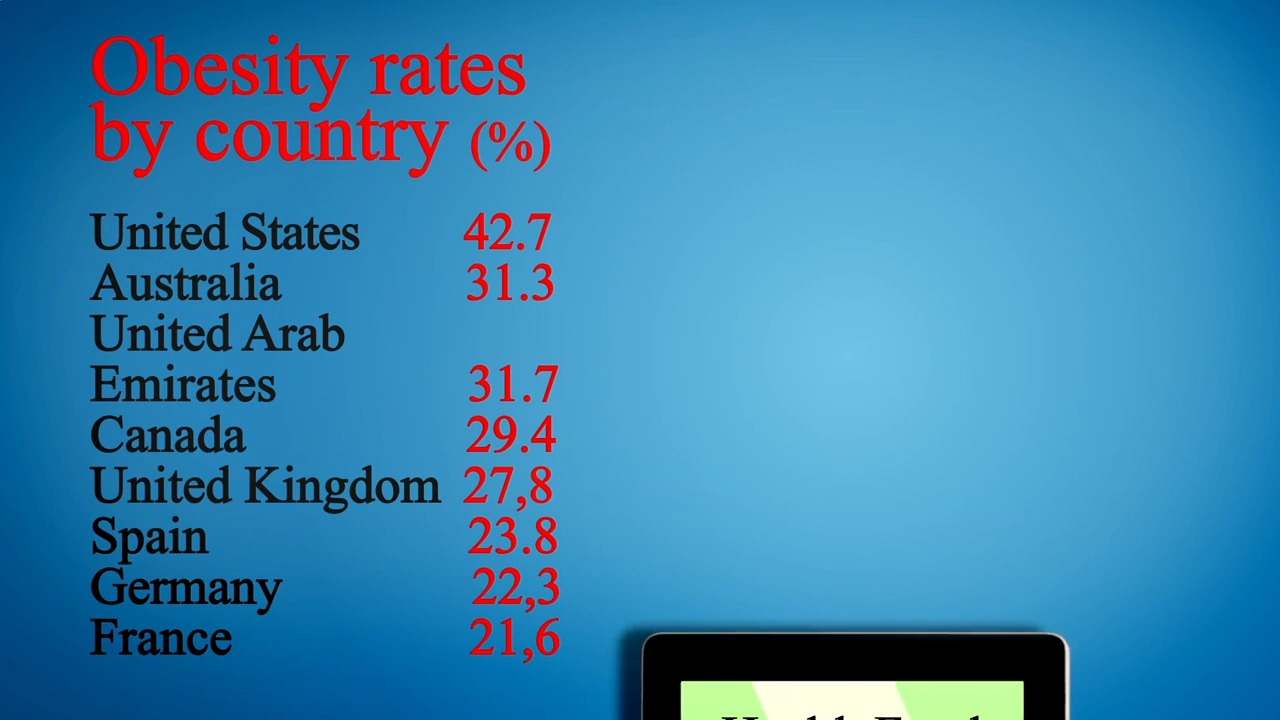 Obesity rates
by country (%)
United States 42.7
Australia 31.3
United Arab
Emirates 31.7
Canada 29.4
United Kingdom 27,8
Spain 23.8
Germany 22,3
France 21,6